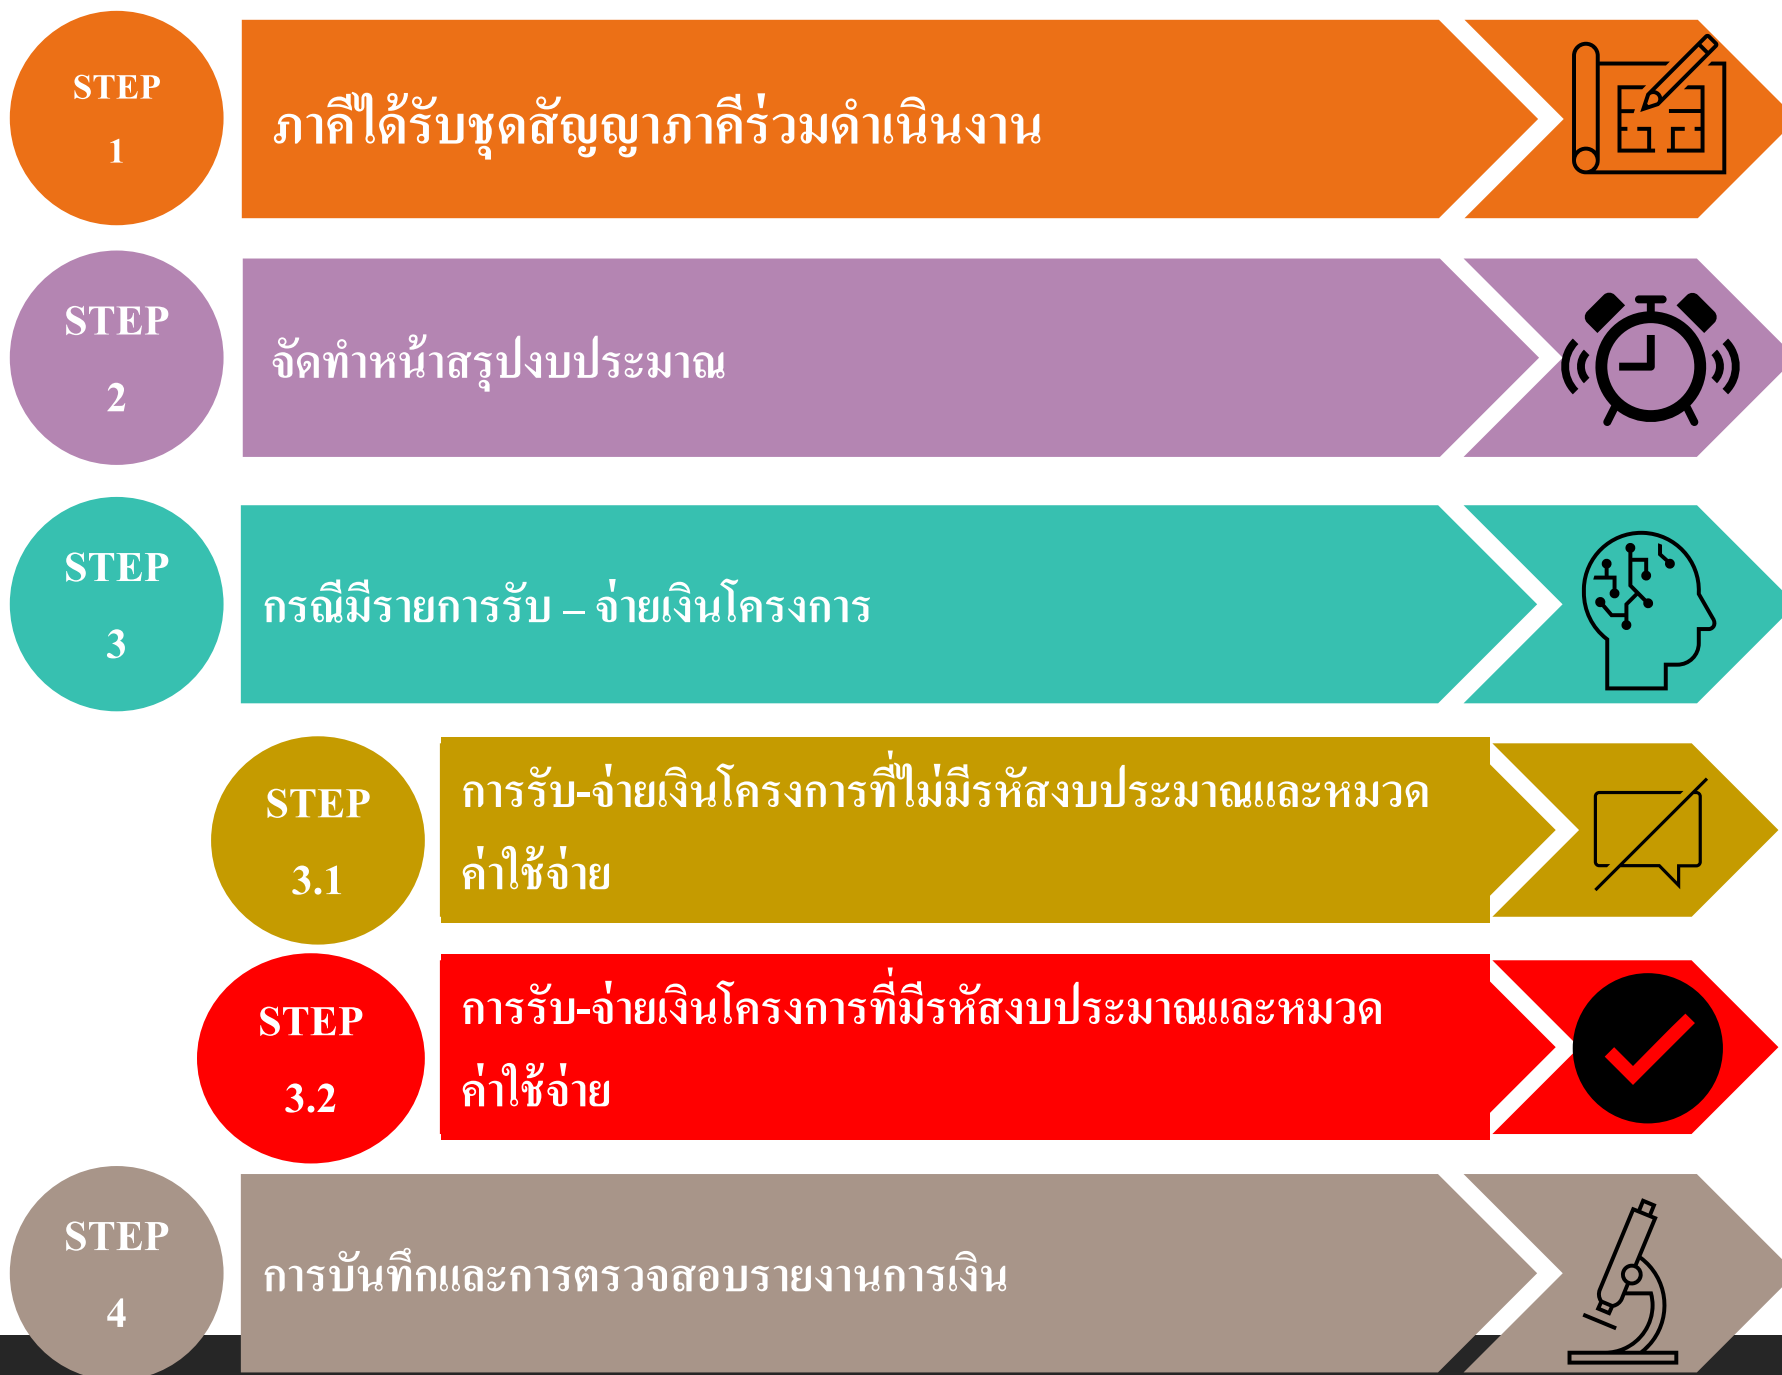 STEP
1
ภาคีได้รับชุดสัญญาภาคีร่วมดำเนินงาน
STEP
2
จัดทำหน้าสรุปงบประมาณ
STEP
3
กรณีมีรายการรับ – จ่ายเงินโครงการ
STEP
3.1
การรับ-จ่ายเงินโครงการที่ไม่มีรหัสงบประมาณและหมวด
ค่าใช้จ่าย
STEP
3.2
การรับ-จ่ายเงินโครงการที่มีรหัสงบประมาณและหมวด
ค่าใช้จ่าย
STEP
4
การบันทึกและการตรวจสอบรายงานการเงิน